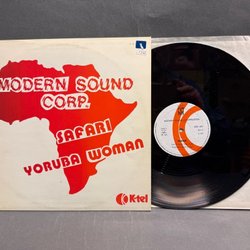 MODERN SOUND
CORP.
SAFARI
YORUBA WOMAN
K-tel